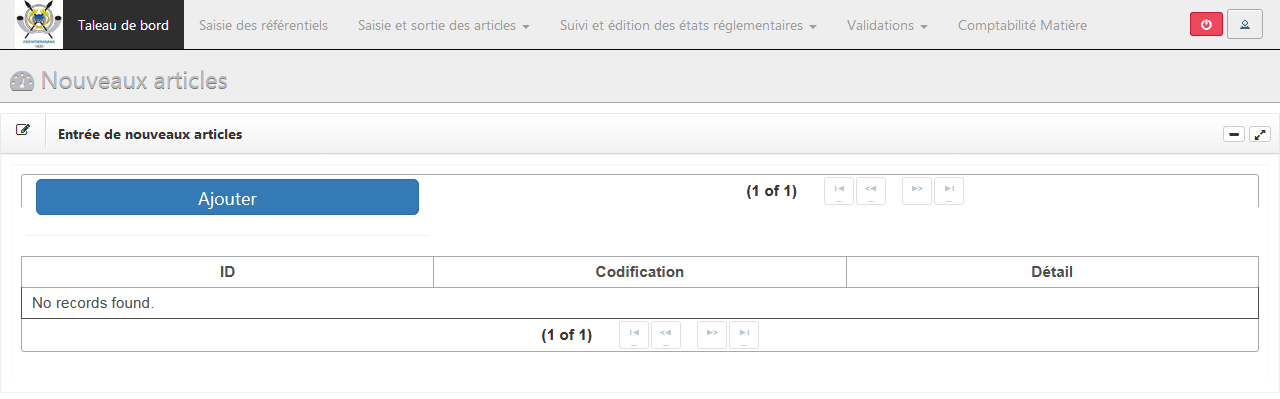 Taleau de bord Saisie des référentiels Saisie et sortie des articles Suivi et édition des états réglementaires Validations Comptabilité Matière
Nouveaux articles
Entrée de nouveaux articles
Ajouter (1 of 1)
ID Codification Détail
No records found.
(1 of 1)